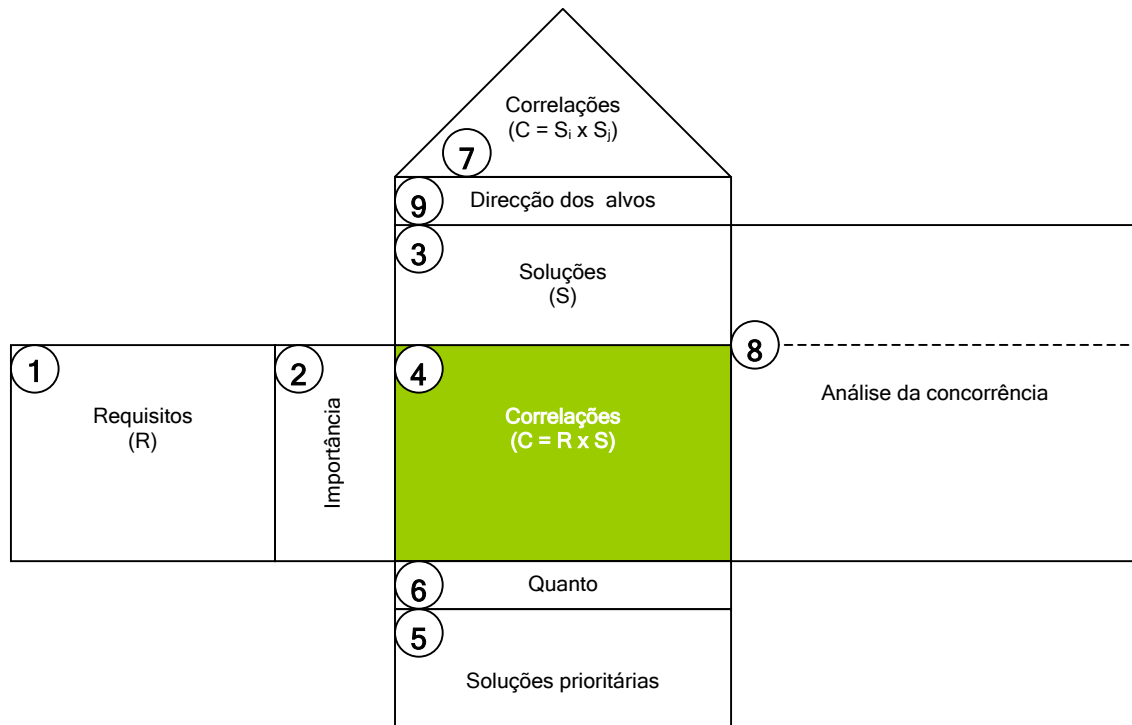 Correlações
(C = Si x Sj)
7
9
Direcção dos alvos
3
Soluções
(S)
1
2
4
8
Requisitos
(R)
Importância
Correlações
(C = R x S)
Análise da concorrência
6
Quanto
5
Soluções prioritárias